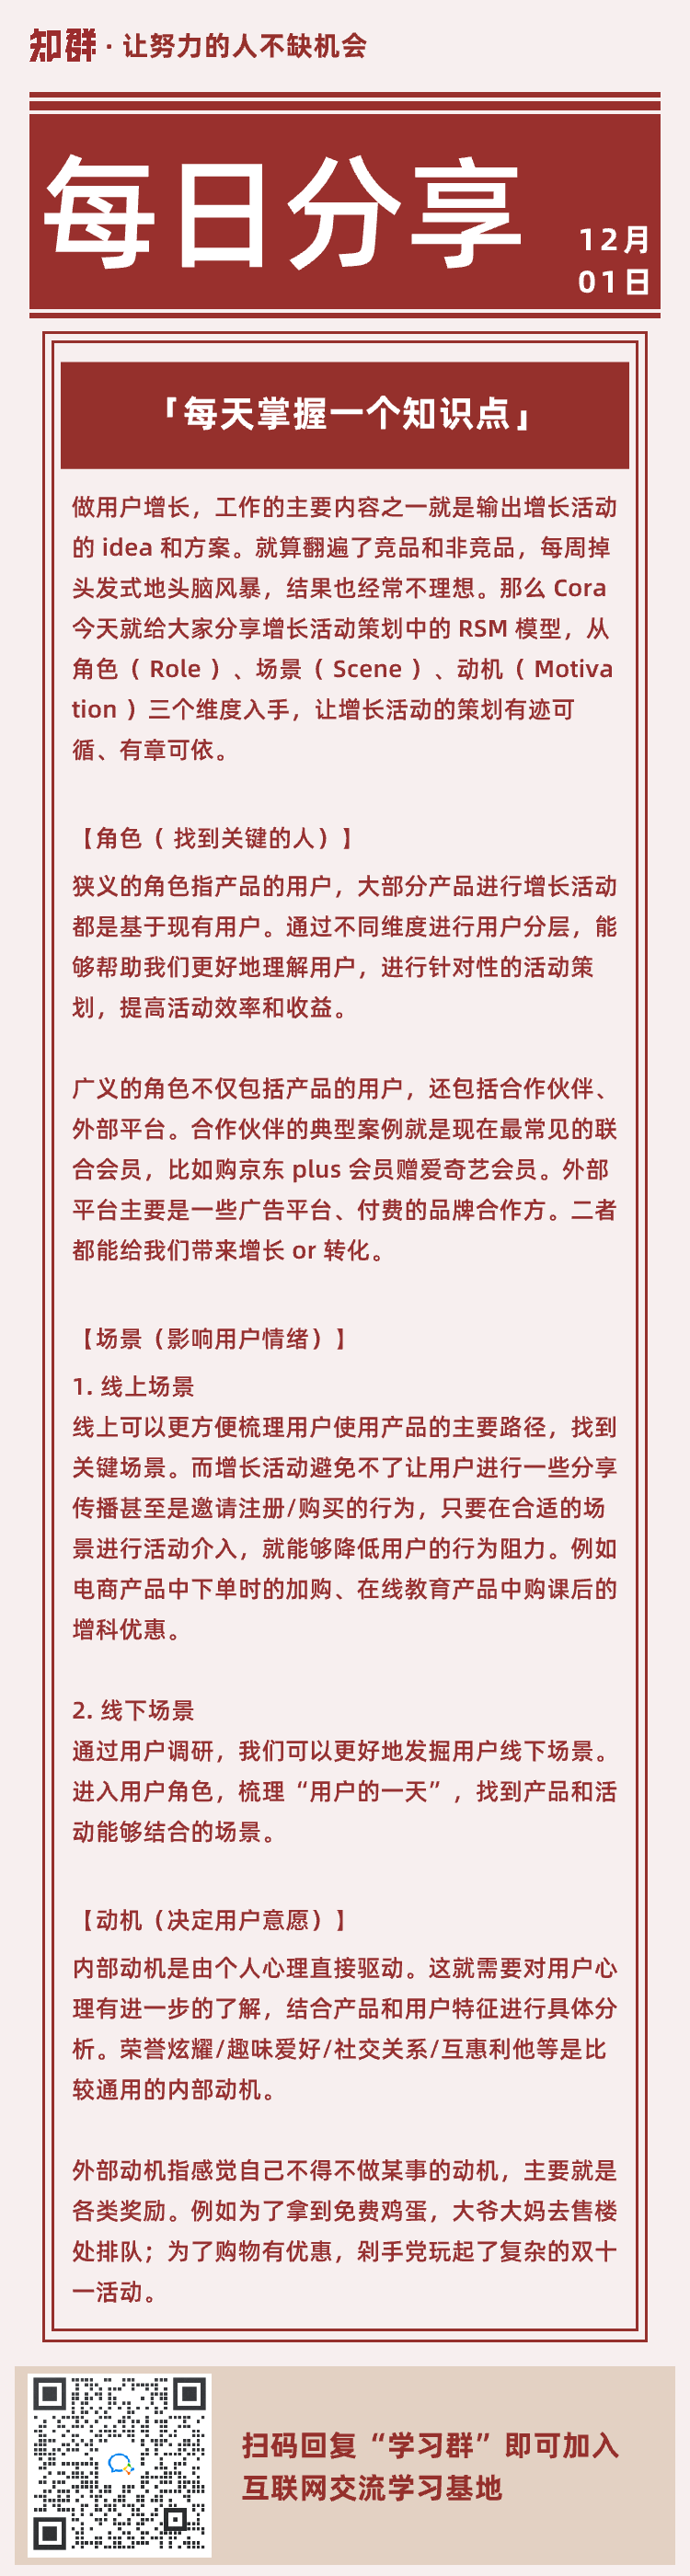 知群·让努力的人不缺机会
每日分享
12月
01日
「每天掌握一个知识点」
做用户增长，工作的主要内容之一就是输出增长活动
的 idea 和方案。就算翻遍了竞品和非竞品，每周掉
头发式地头脑风暴，结果也经常不理想。那么 Cora
今天就给大家分享增长活动策划中的 RSM 模型，从
角色（ Role ）、场景（ Scene ）、动机（ Motiva
tion ）三个维度入手，让增长活动的策划有迹可
循、有章可依。
【角色（ 找到关键的人）】
狭义的角色指产品的用户，大部分产品进行增长活动
都是基于现有用户。通过不同维度进行用户分层，能
够帮助我们更好地理解用户，进行针对性的活动策
划，提高活动效率和收益。
广义的角色不仅包括产品的用户，还包括合作伙伴、
外部平台。合作伙伴的典型案例就是现在最常见的联
合会员，比如购京东 plus 会员赠爱奇艺会员。外部
平台主要是一些广告平台、付费的品牌合作方。二者
都能给我们带来增长 or 转化。
【场景（影响用户情绪）】
1. 线上场景
线上可以更方便梳理用户使用产品的主要路径，找到
关键场景。而增长活动避免不了让用户进行一些分享
传播甚至是邀请注册/购买的行为，只要在合适的场
景进行活动介入，就能够降低用户的行为阻力。例如
电商产品中下单时的加购、在线教育产品中购课后的
增科优惠。
2. 线下场景
通过用户调研，我们可以更好地发掘用户线下场景。
进入用户角色，梳理“用户的一天”，找到产品和活
动能够结合的场景。
【动机（决定用户意愿）】
内部动机是由个人心理直接驱动。这就需要对用户心
理有进一步的了解，结合产品和用户特征进行具体分
析。荣誉炫耀/趣味爱好/社交关系/互惠利他等是比
较通用的内部动机。
外部动机指感觉自己不得不做某事的动机，主要就是
各类奖励。例如为了拿到免费鸡蛋，大爷大妈去售楼
处排队；为了购物有优惠，剁手党玩起了复杂的双十
一活动。
扫码回复“学习群”即可加入
互联网交流学习基地